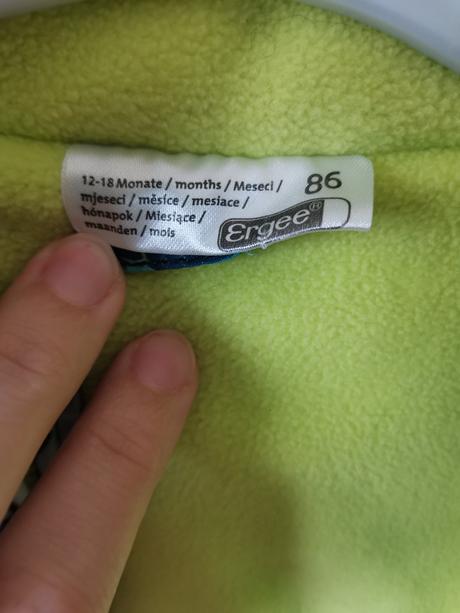 12-18 Monate / months / Meseci /
mjeseci / měsíce / mesiace /
hónapok / Miesiące /
maanden / mois
86
Ergee®